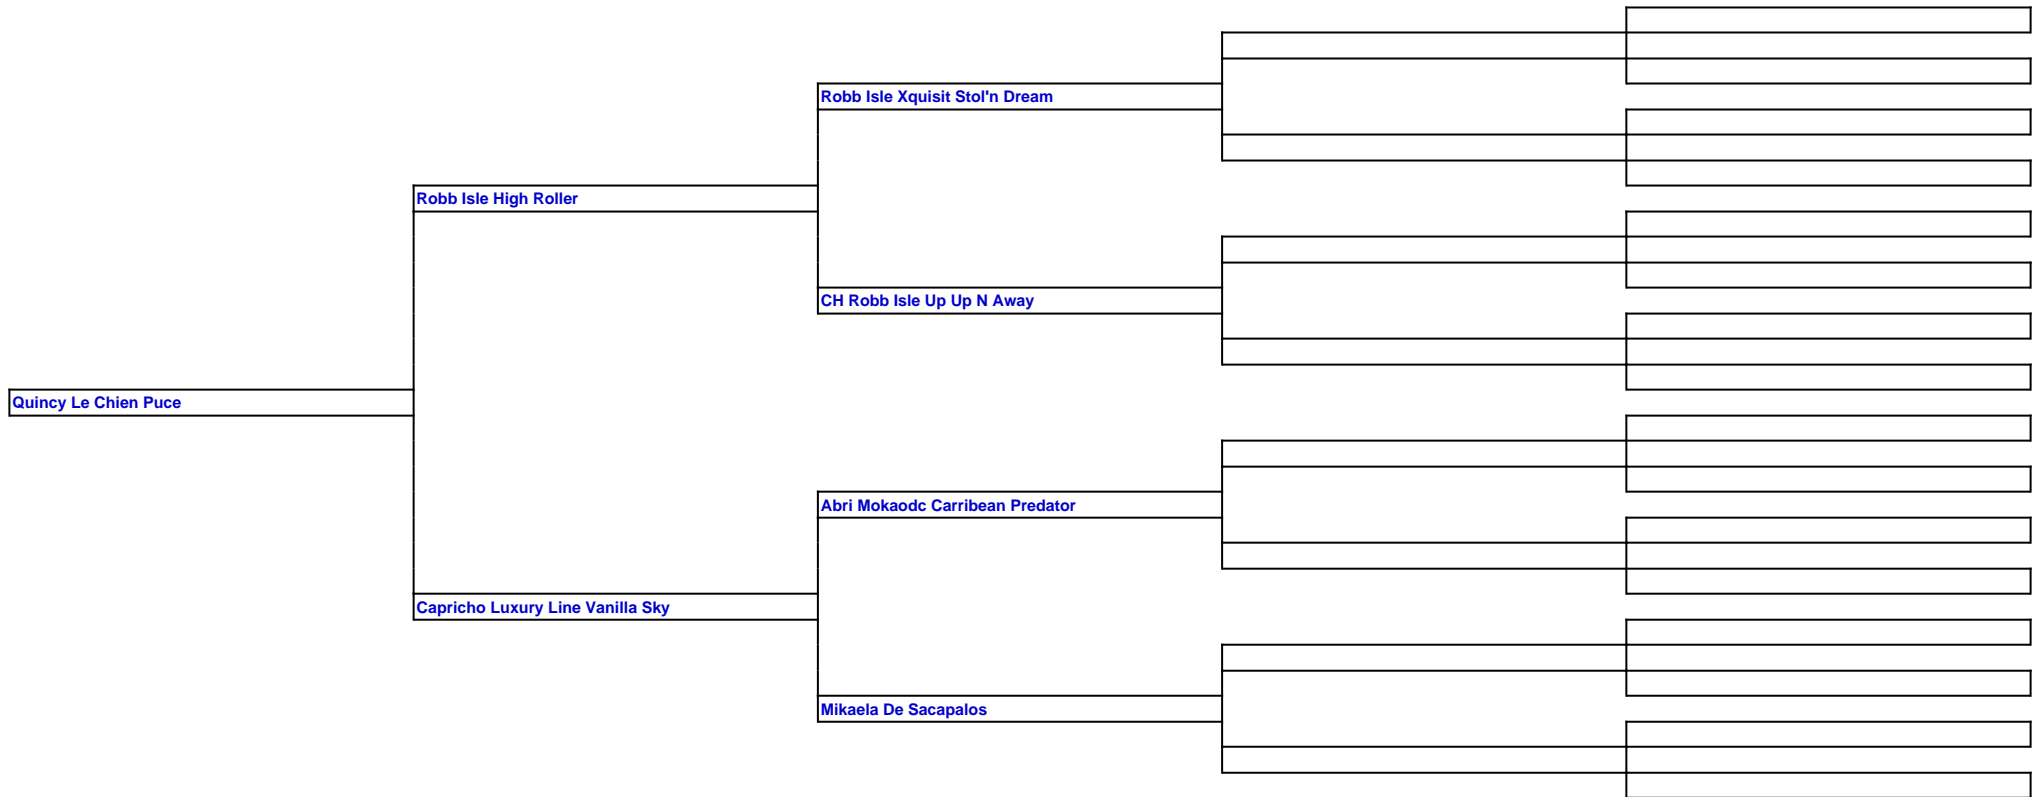 Robb Isle Xquisit Stol'n Dream
Robb Isle High Roller
CH Robb Isle Up Up N Away
Quincy Le Chien Puce
Abri Mokaodc Carribean Predator
Capricho Luxury Line Vanilla Sky
Mikaela De Sacapalos